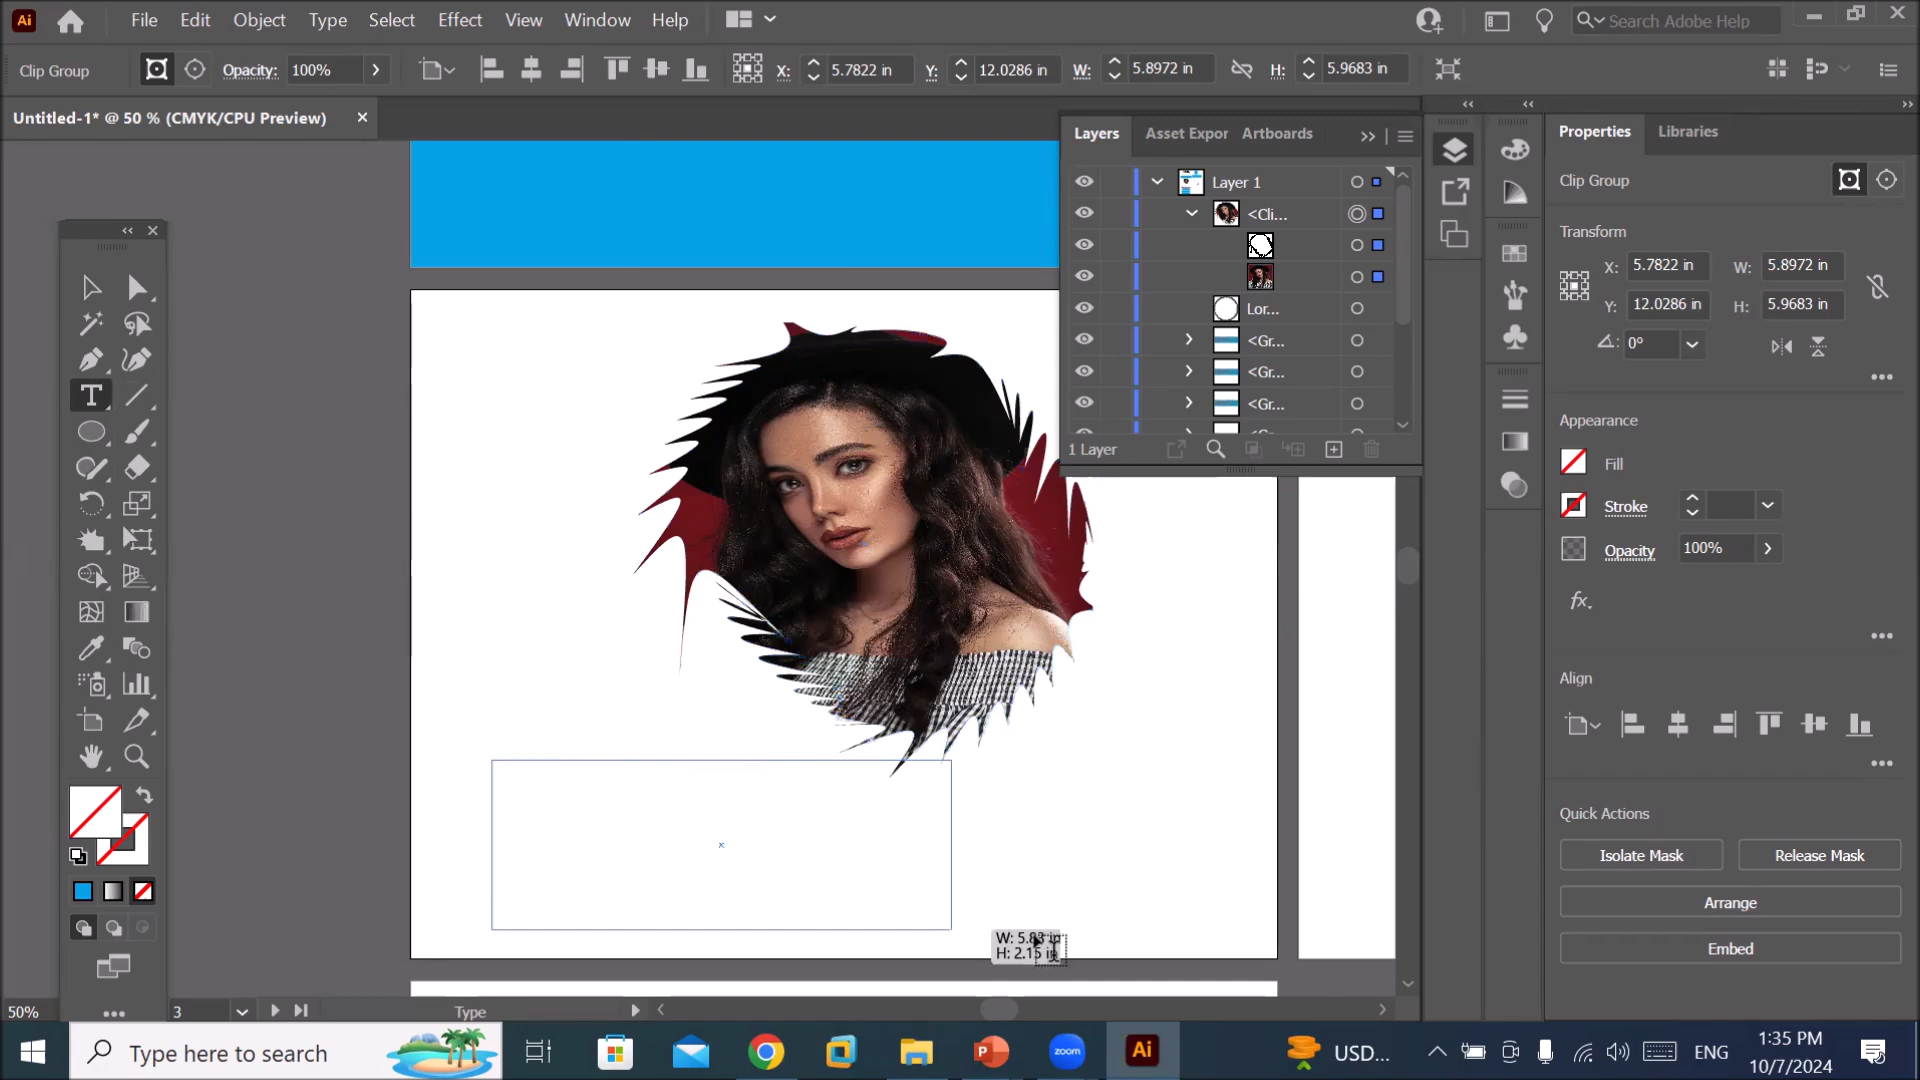 Ai File Edit Object Type Select Effect View Window Help Search Adobe Help
Clip Group Opacity: 100% X: 5.7822 in Y: 12.0286 in W: 5.8972 in H: 5.9683 in
Untitled-1* @ 50 % (CMYK/CPU Preview)
Layers Asset Expor Artboards
Layer 1
<Cli...
Lor...
<Gr...
<Gr...
<Gr...
1 Layer
Properties Libraries
Clip Group
Transform
X: 5.7822 in W: 5.8972 in
Y: 12.0286 in H: 5.9683 in
0°
Appearance
Fill
Stroke
Opacity 100%
fx.
Align
Quick Actions
Isolate Mask Release Mask
Arrange
Embed
W: 5.83 in
H: 2.15 in
50% 3 Type
Type here to search
zoom
Ai
USD...
ENG
1:35 PM
10/7/2024